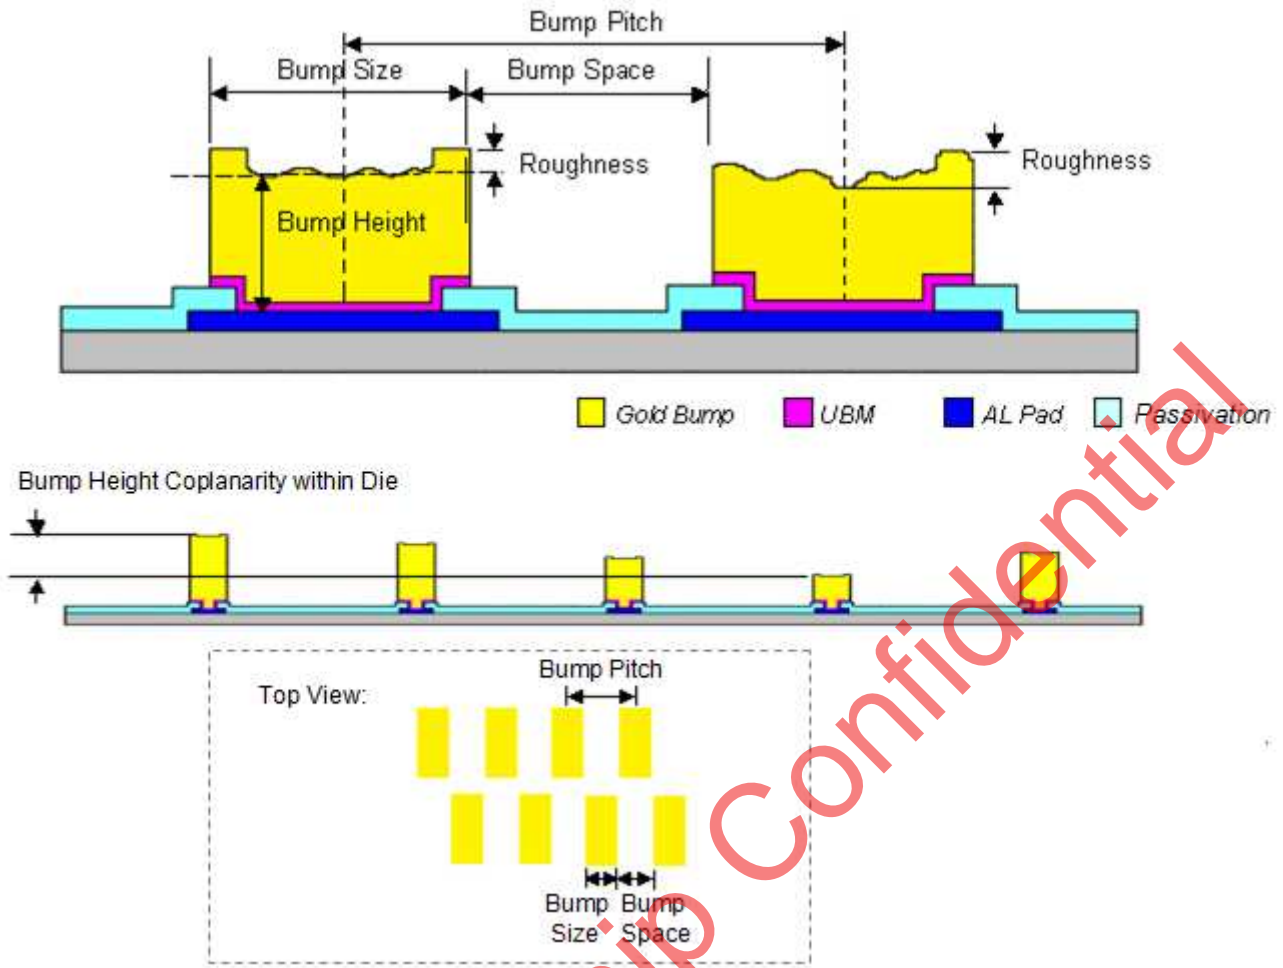 Bump Pitch
Bump Size
Bump Space
Roughness
Roughness
Bump Height
Gold Bump
UBM
AL Pad
Passivation
Bump Height Coplanarity within Die
Top View:
Bump Pitch
Bump Bump
Size Space
Confidential